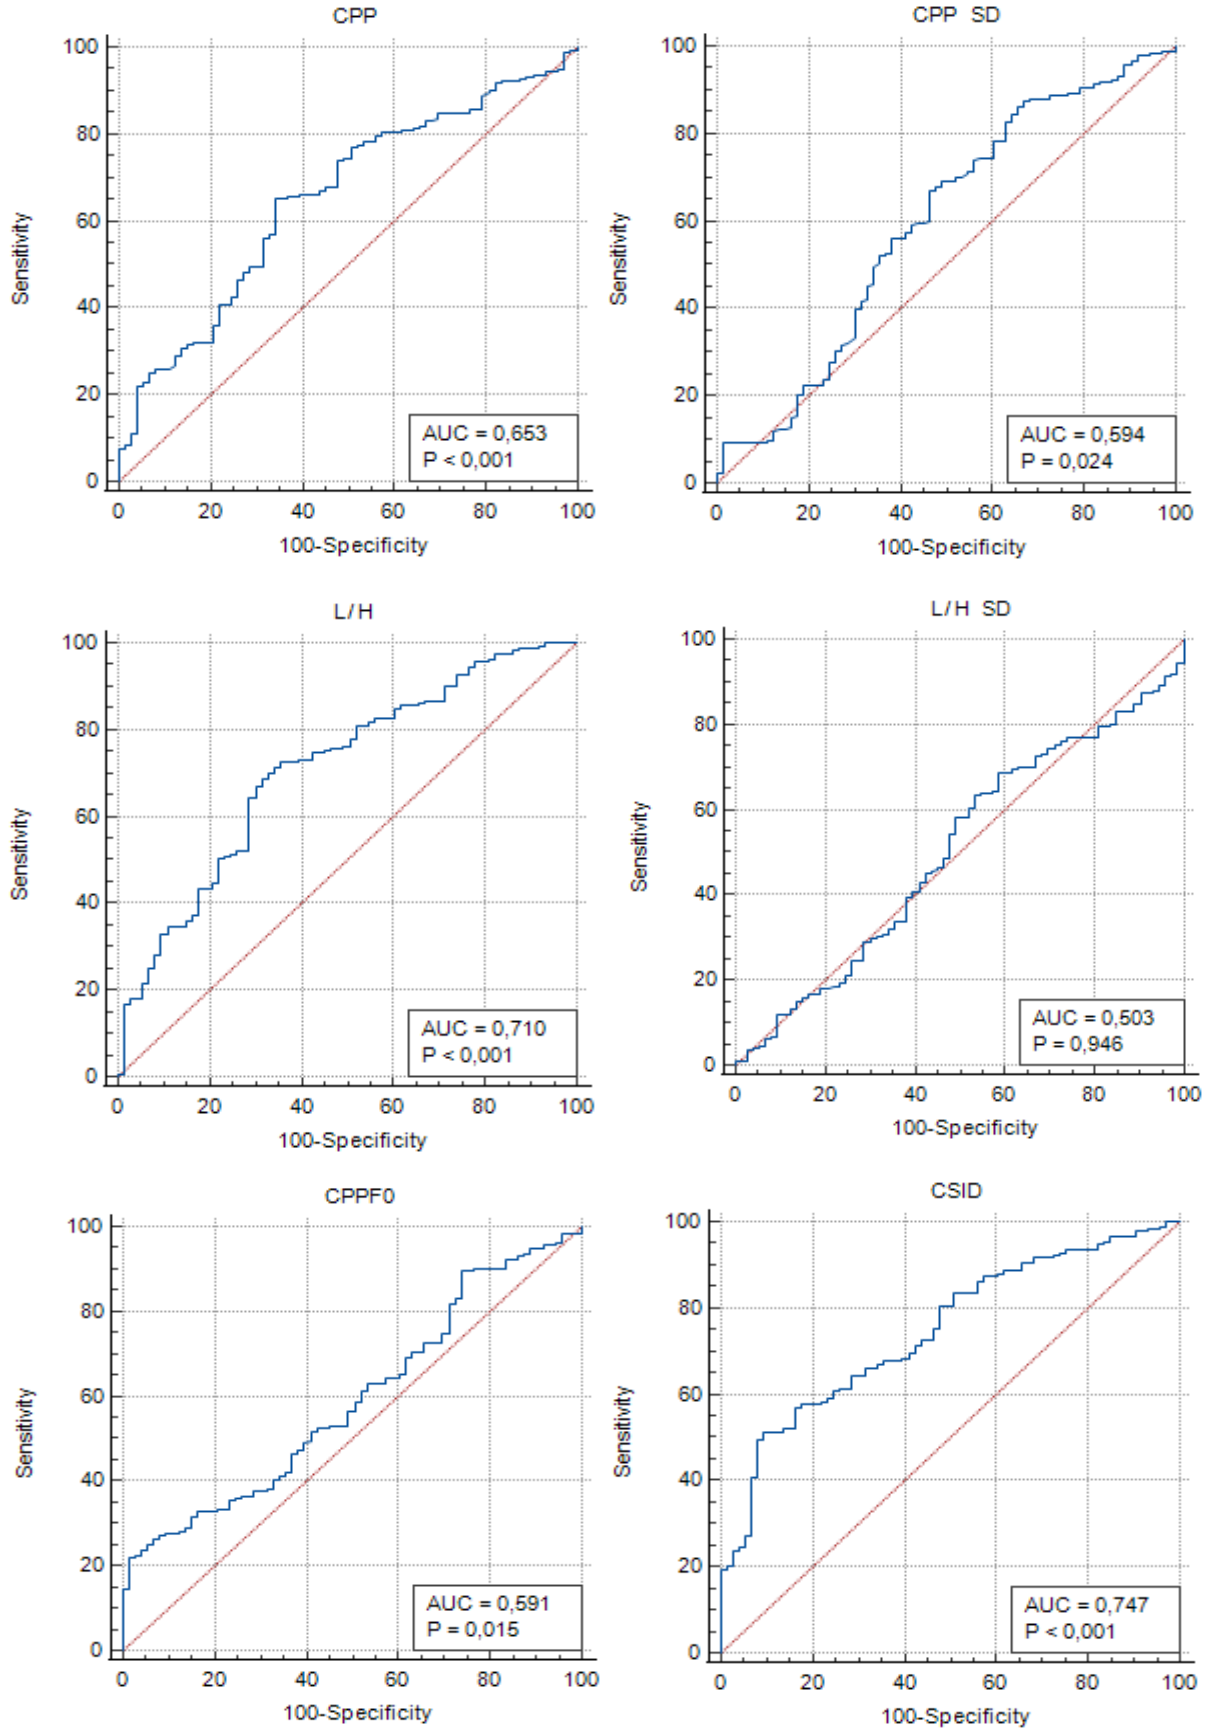 CPP
100
80
60
40
20
0
Sensitivity
AUC = 0,653
P < 0,001
0 20 40 60 80 100
100-Specificity
CPP SD
100
80
60
40
20
0
Sensitivity
AUC = 0,594
P = 0,024
0 20 40 60 80 100
100-Specificity
L/H
100
80
60
40
20
0
Sensitivity
AUC = 0,710
P < 0,001
0 20 40 60 80 100
100-Specificity
L/H SD
100
80
60
40
20
0
Sensitivity
AUC = 0,503
P = 0,946
0 20 40 60 80 100
100-Specificity
CPPF0
100
80
60
40
20
0
Sensitivity
AUC = 0,591
P = 0,015
0 20 40 60 80 100
100-Specificity
CSID
100
80
60
40
20
0
Sensitivity
AUC = 0,747
P < 0,001
0 20 40 60 80 100
100-Specificity